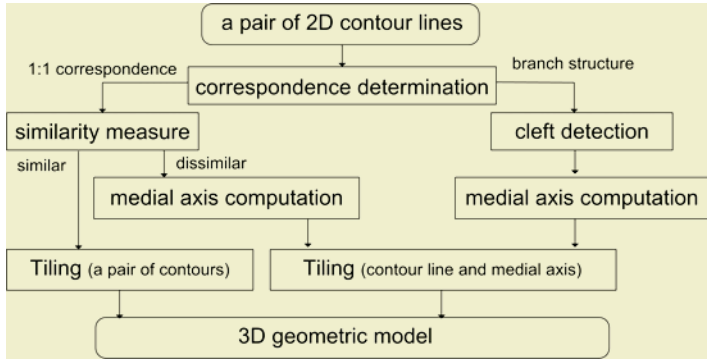 a pair of 2D contour lines
1:1 correspondence
branch structure
correspondence determination
similarity measure
cleft detection
similar
dissimilar
medial axis computation
medial axis computation
Tiling (a pair of contours)
Tiling (contour line and medial axis)
3D geometric model